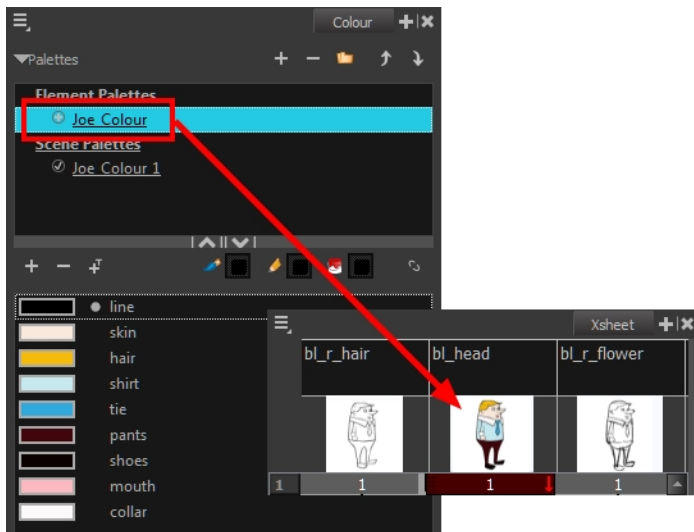 Colour
Palettes
Element Palettes
Joe Colour
Scene Palettes
Joe Colour 1
line
skin
hair
shirt
tie
pants
shoes
mouth
collar
Xsheet
bl_r_hair bl_head bl_r_flower
1 1 1 1